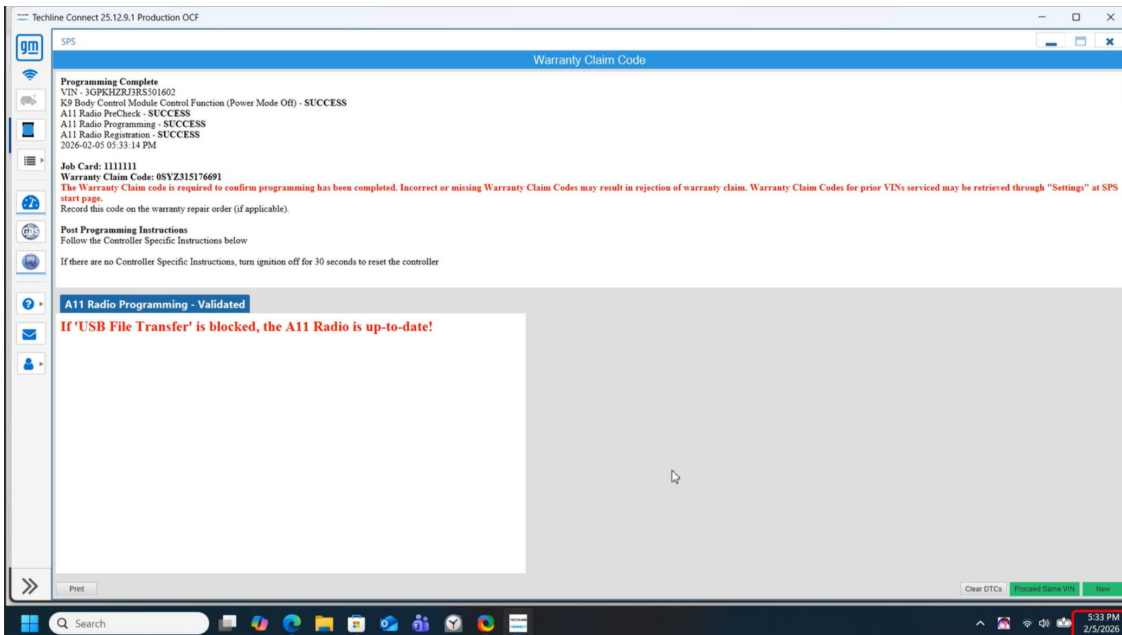 Techline Connect 25.12.9.1 Production OCF
gm
SPS
Warranty Claim Code
Programming Complete
VIN - 3GPKHZRJ3RS501602
K9 Body Control Module Control Function (Power Mode Off) - SUCCESS
A11 Radio PreCheck - SUCCESS
A11 Radio Programming - SUCCESS
A11 Radio Registration - SUCCESS
2026-02-05 05:33:14 PM
Job Card: 1111111
Warranty Claim Code: 0SYZ315176691
The Warranty Claim code is required to confirm programming has been completed. Incorrect or missing Warranty Claim Codes may result in rejection of warranty claim. Warranty Claim Codes for prior VINs serviced may be retrieved through "Settings" at SPS
start page.
Record this code on the warranty repair order (if applicable).
Post Programming Instructions
Follow the Controller Specific Instructions below
If there are no Controller Specific Instructions, turn ignition off for 30 seconds to reset the controller
A11 Radio Programming - Validated
If 'USB File Transfer' is blocked, the A11 Radio is up-to-date!
Print
Clear DTCs
Proceed Same VIN
New
Search
5:33 PM
2/5/2026